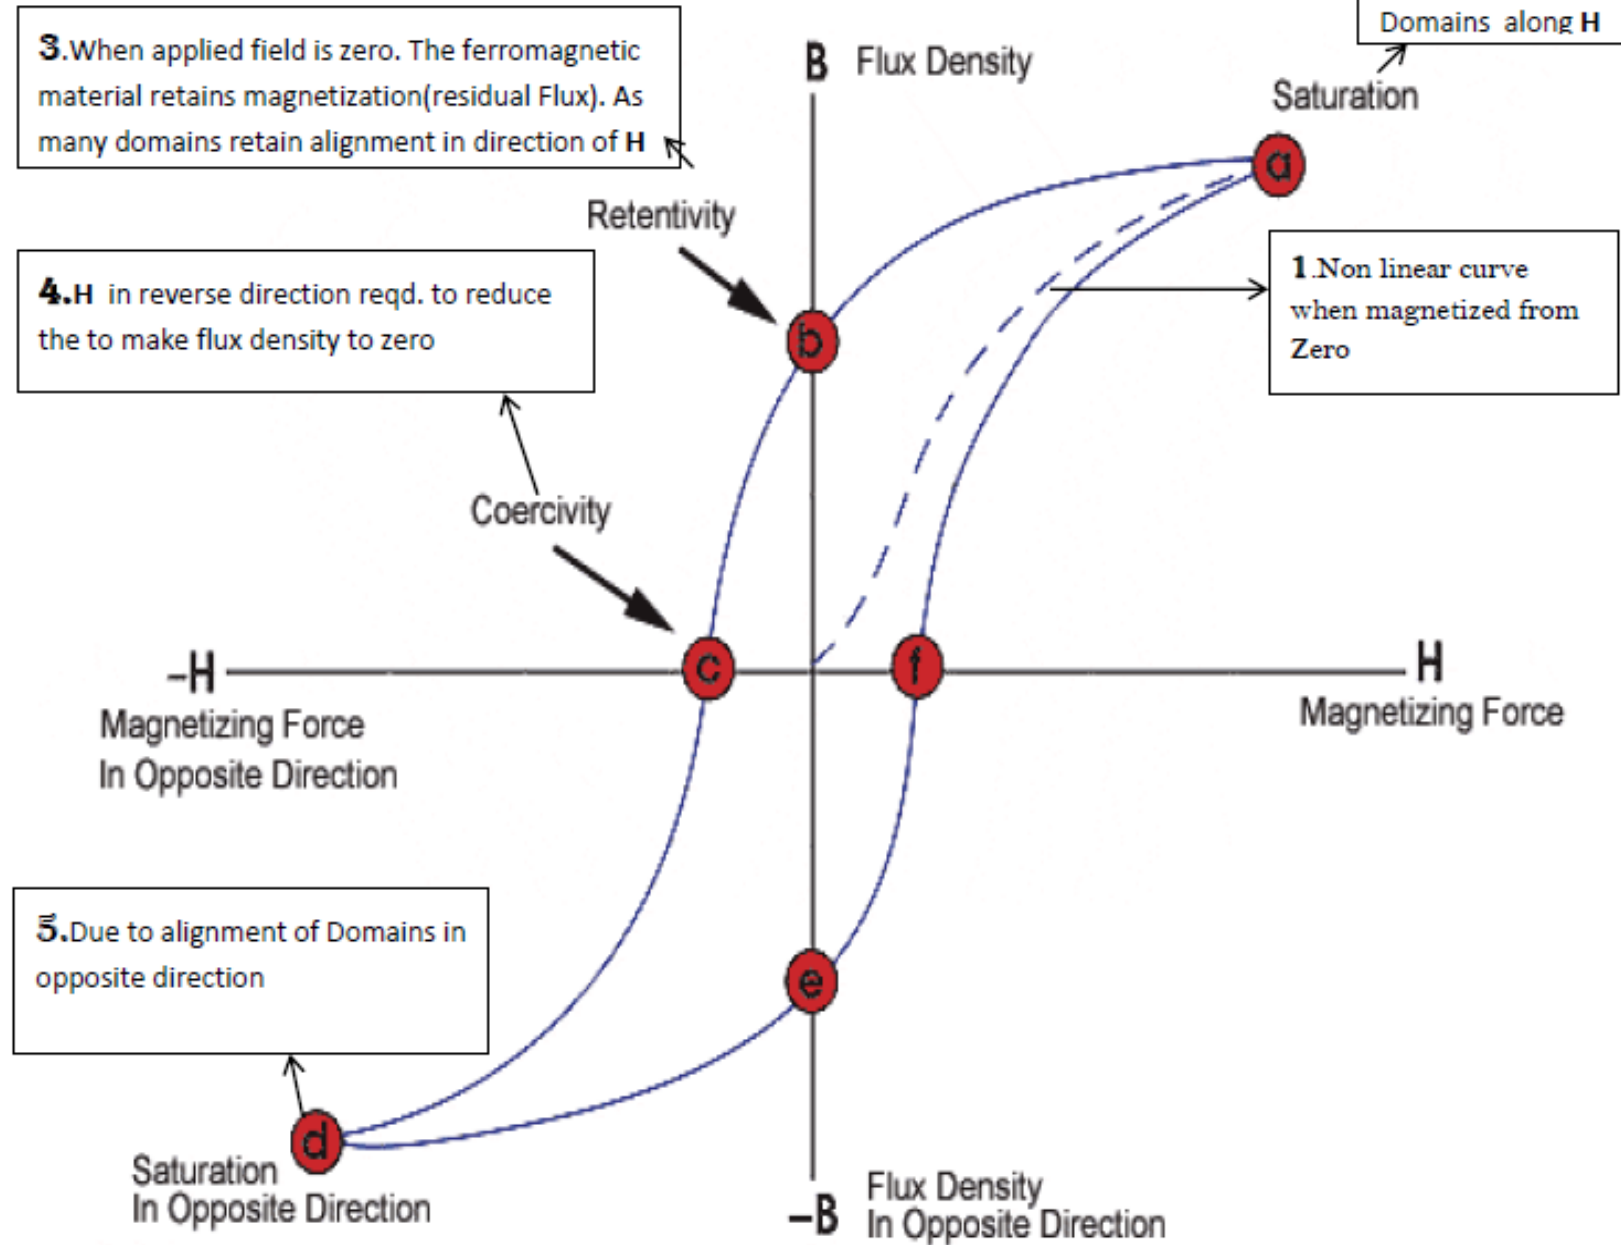 Domains along H
3.When applied field is zero. The ferromagnetic
material retains magnetization(residual Flux). As
many domains retain alignment in direction of H
B Flux Density
Saturation
a
Retentivity
1.Non linear curve
when magnetized from
Zero
4.H in reverse direction reqd. to reduce
the to make flux density to zero
b
Coercivity
–H
c
f
H
Magnetizing Force
In Opposite Direction
Magnetizing Force
5.Due to alignment of Domains in
opposite direction
e
d
Saturation
In Opposite Direction
–B
Flux Density
In Opposite Direction